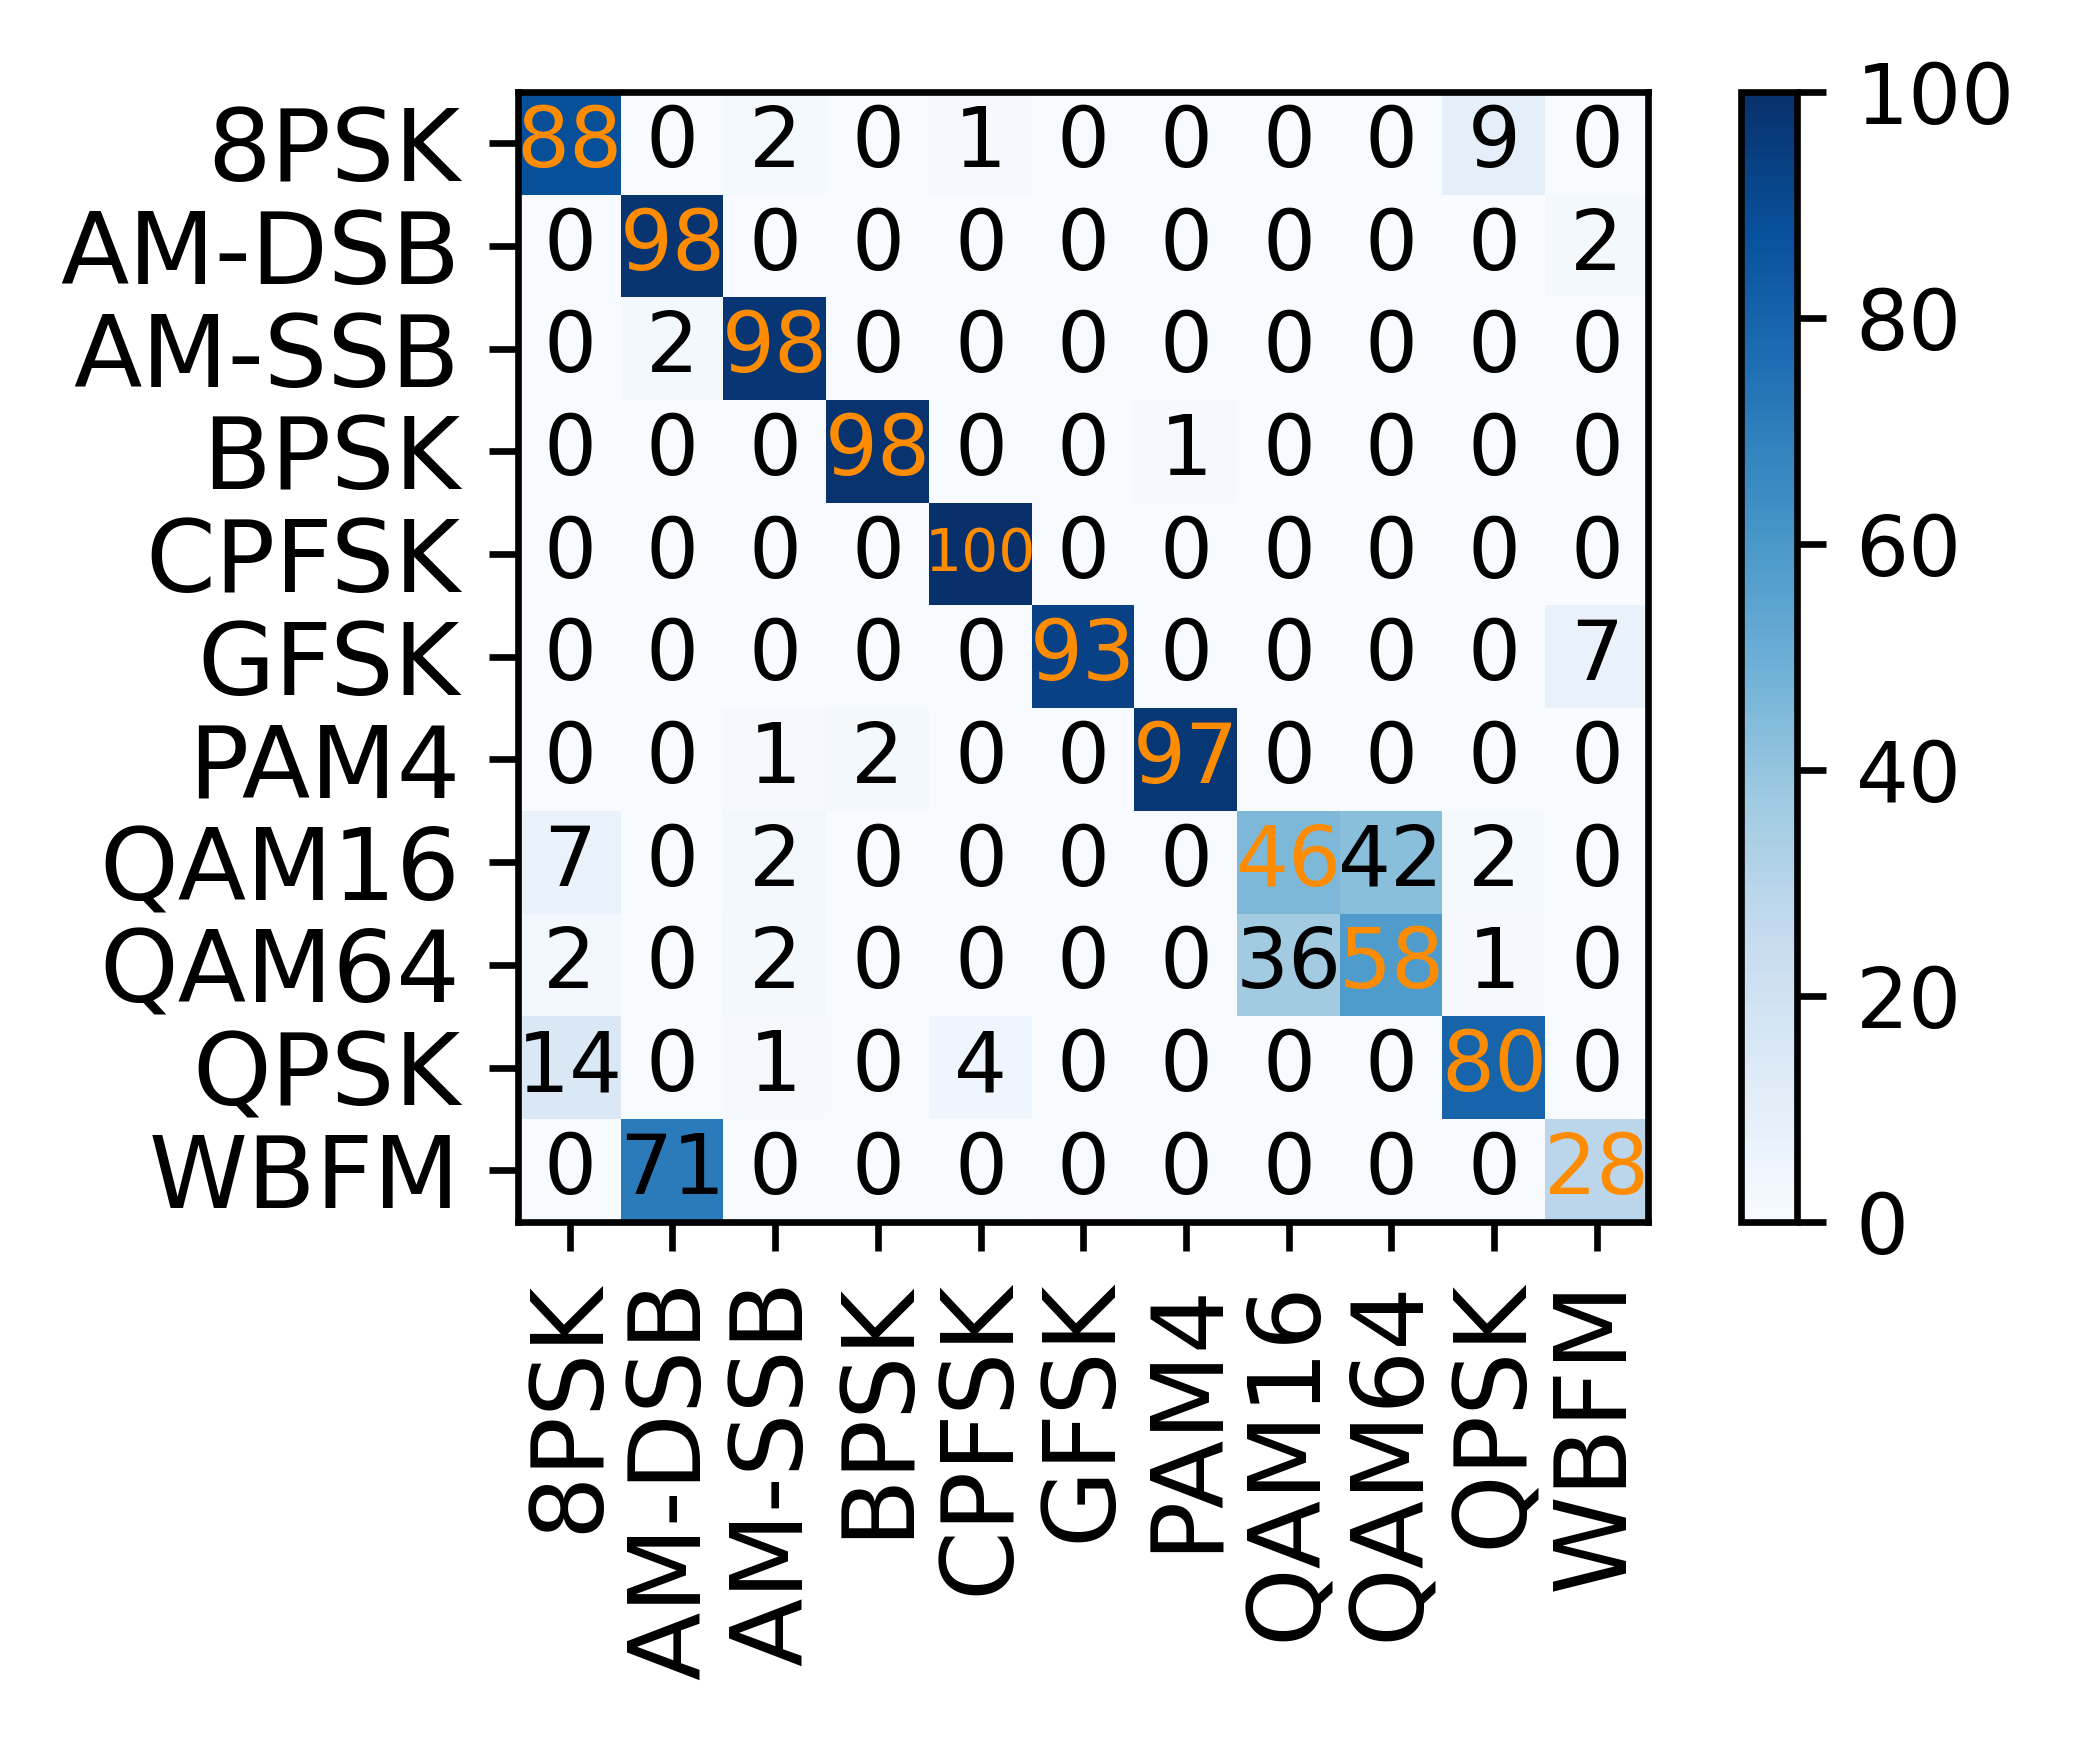 8PSK 88 0 2 0 1 0 0 0 0 9 0
AM-DSB 0 98 0 0 0 0 0 0 0 0 2
AM-SSB 0 2 98 0 0 0 0 0 0 0 0
BPSK 0 0 0 98 0 0 1 0 0 0 0
CPFSK 0 0 0 0 100 0 0 0 0 0 0
GFSK 0 0 0 0 0 93 0 0 0 0 7
PAM4 0 0 1 2 0 0 97 0 0 0 0
QAM16 7 0 2 0 0 0 0 46 42 2 0
QAM64 2 0 2 0 0 0 0 36 58 1 0
QPSK 14 0 1 0 4 0 0 0 0 80 0
WBFM 0 71 0 0 0 0 0 0 0 0 28
8PSK
AM-DSB
AM-SSB
BPSK
CPFSK
GFSK
PAM4
QAM16
QAM64
QPSK
WBFM
100
80
60
40
20
0